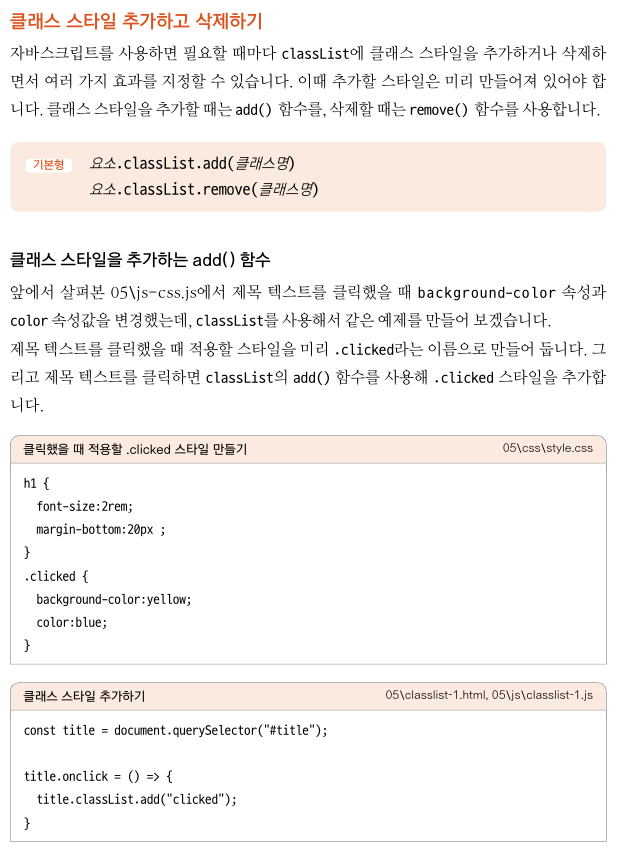 클래스 스타일 추가하고 삭제하기
자바스크립트를 사용하면 필요할 때마다 classList에 클래스 스타일을 추가하거나 삭제하
면서 여러 가지 효과를 지정할 수 있습니다. 이때 추가할 스타일은 미리 만들어져 있어야 합
니다. 클래스 스타일을 추가할 때는 add() 함수를, 삭제할 때는 remove() 함수를 사용합니다.
기본형 요소.classList.add(클래스명)
요소.classList.remove(클래스명)
클래스 스타일을 추가하는 add() 함수
앞에서 살펴본 05\js-css.js에서 제목 텍스트를 클릭했을 때 background-color 속성과
color 속성값을 변경했는데, classList를 사용해서 같은 예제를 만들어 보겠습니다.
제목 텍스트를 클릭했을 때 적용할 스타일을 미리 .clicked라는 이름으로 만들어 둡니다. 그
리고 제목 텍스트를 클릭하면 classList의 add() 함수를 사용해 .clicked 스타일을 추가합
니다.
클릭했을 때 적용할 .clicked 스타일 만들기 05\css\style.css
h1 {
  font-size:2rem;
  margin-bottom:20px ;
}
.clicked {
  background-color:yellow;
  color:blue;
}
클래스 스타일 추가하기 05\classlist-1.html, 05\js\classlist-1.js
const title = document.querySelector("#title");
title.onclick = () => {
  title.classList.add("clicked");
}